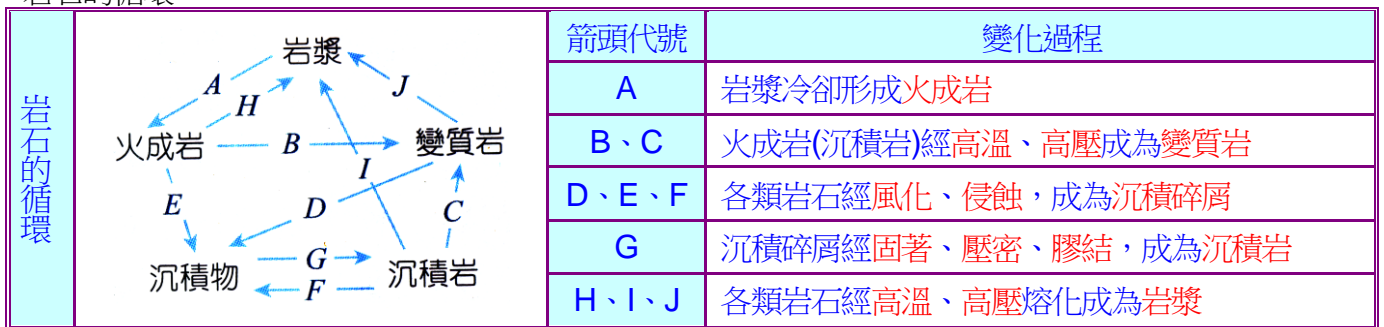 岩石的循環
岩石的循環
岩漿
A
H
J
火成岩
B
變質岩
I
E
D
C
沉積物
G
F
沉積岩
箭頭代號 變化過程
A 岩漿冷卻形成火成岩
B、C 火成岩(沉積岩)經高溫、高壓成為變質岩
D、E、F 各類岩石經風化、侵蝕，成為沉積碎屑
G 沉積碎屑經固著、壓密、膠結，成為沉積岩
H、I、J 各類岩石經高溫、高壓熔化成為岩漿